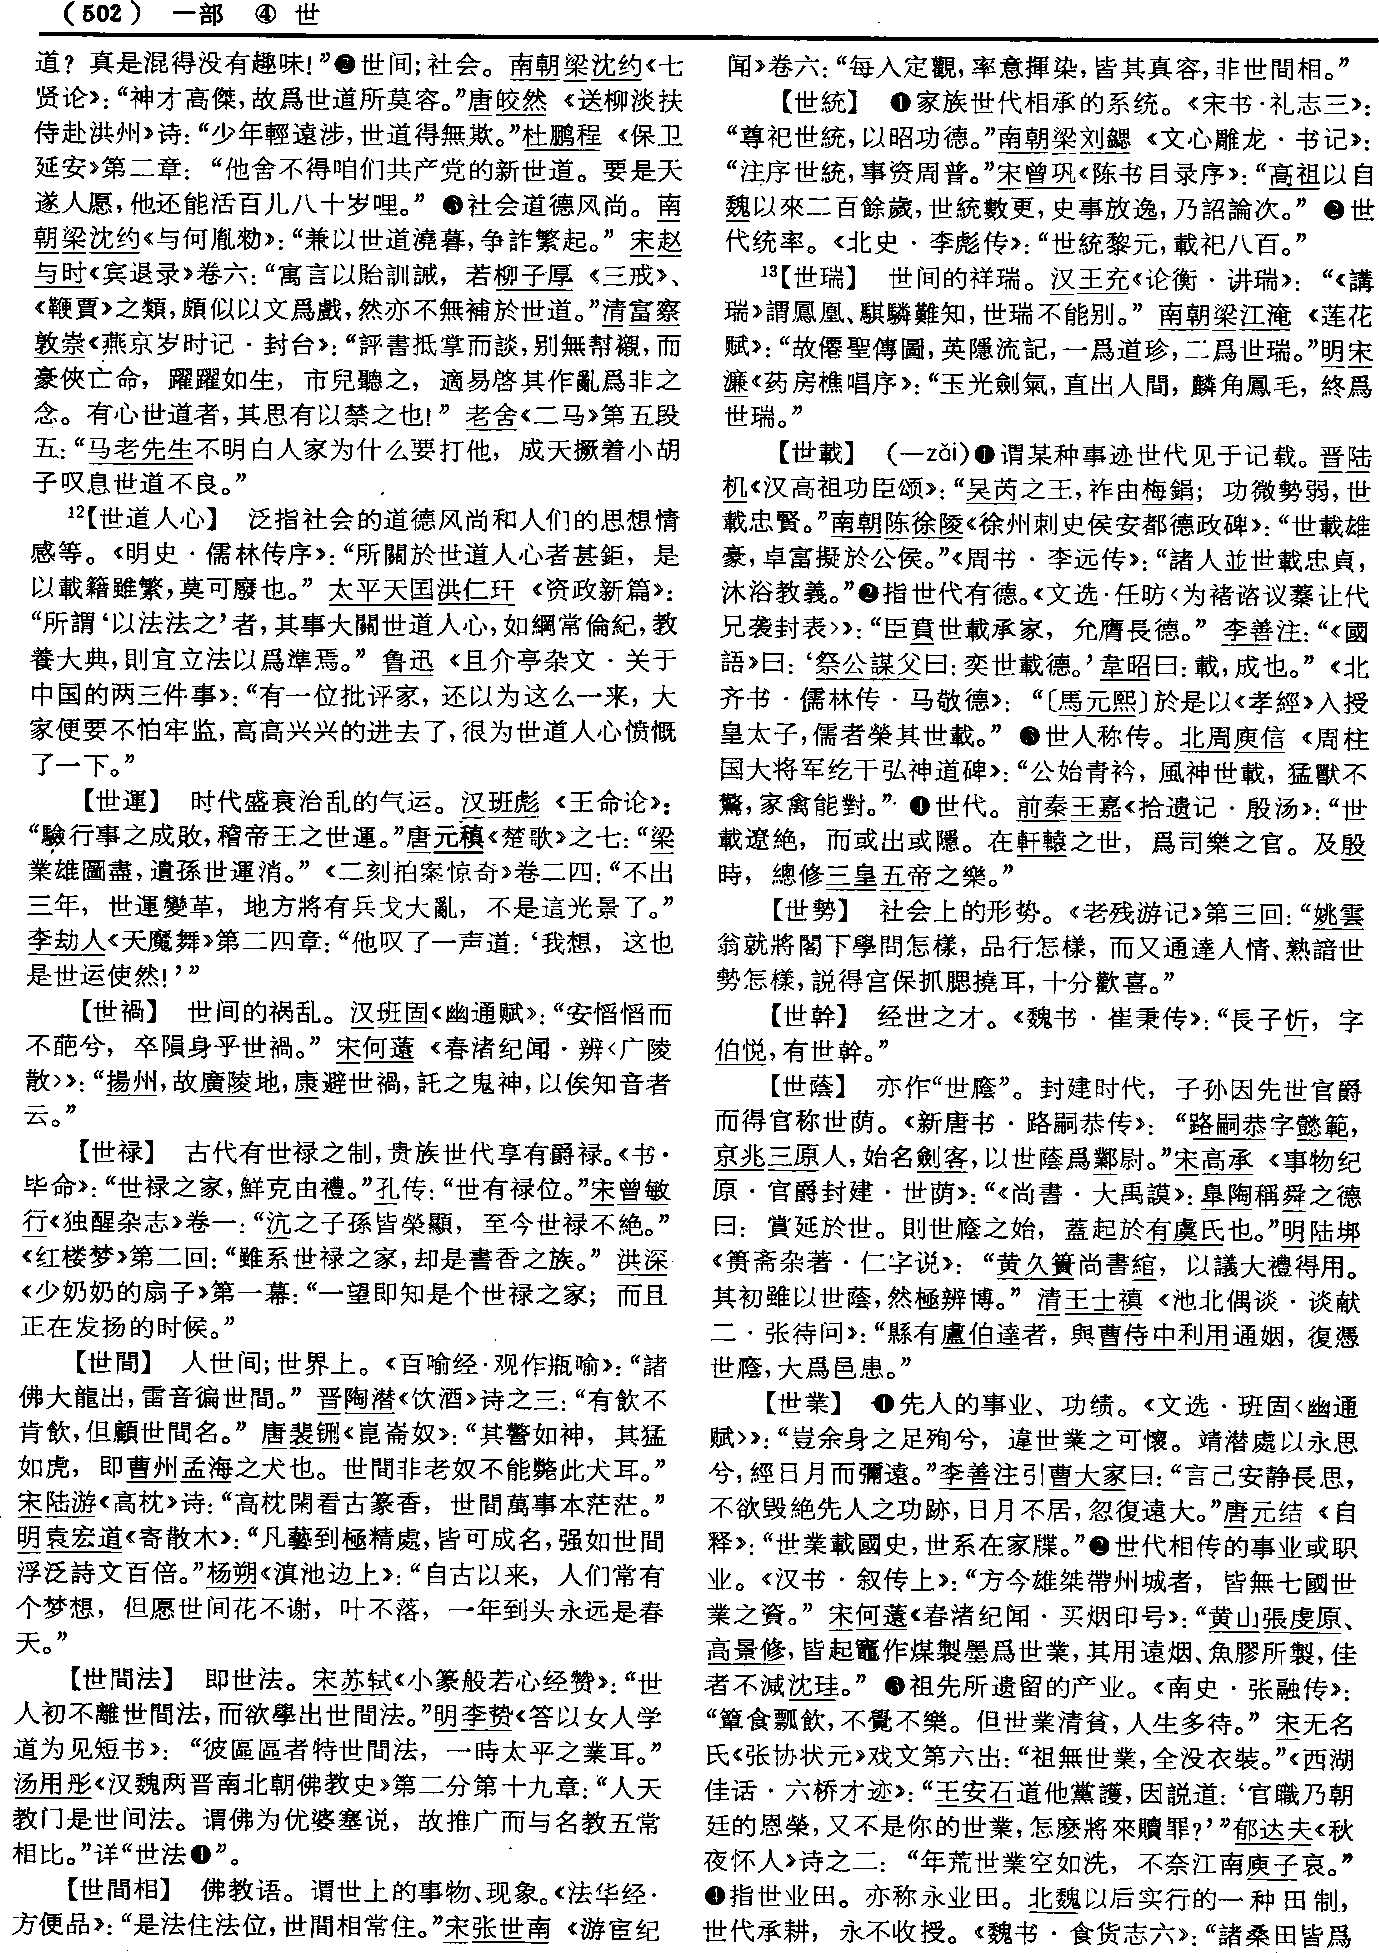 （502） 一部 ④ 世
道？真是混得没有趣味！”❷世间；社会。南朝梁沈约《七
贤论》：“神才高傑，故爲世道所莫容。”唐皎然《送柳淡扶
侍赴洪州》诗：“少年輕遠涉，世道得無欺。”杜鹏程《保卫
延安》第二章：“他舍不得咱们共产党的新世道。要是天
遂人愿，他还能活百儿八十岁哩。”❸社会道德风尚。南
朝梁沈约《与何胤勑》：“兼以世道澆暮，争詐繁起。”宋赵
与时《宾退录》卷六：“寓言以貽訓誡，若柳子厚《三戒》、
《鞭賈》之類，頗似以文爲戲，然亦不無補於世道。”清富察
敦崇《燕京岁时记·封台》：“評書抵掌而談，别無幇襯，而
豪俠亡命，躍躍如生，市兒聽之，適易啓其作亂爲非之
念。有心世道者，其思有以禁之也！”老舍《二马》第五段
五：“马老先生不明白人家为什么要打他，成天撅着小胡
子叹息世道不良。”
¹²【世道人心】 泛指社会的道德风尚和人们的思想情
感等。《明史·儒林传序》：“所關於世道人心者甚鉅，是
以載籍雖繁，莫可廢也。”太平天国洪仁玕《资政新篇》：
“所謂‘以法法之’者，其事大關世道人心，如綱常倫紀，教
養大典，則宜立法以爲準焉。”鲁迅《且介亭杂文·关于
中国的两三件事》：“有一位批评家，还以为这么一来，大
家便要不怕牢监，高高兴兴的进去了，很为世道人心愤慨
了一下。”
【世運】 时代盛衰治乱的气运。汉班彪《王命论》：
“驗行事之成敗，稽帝王之世運。”唐元稹《楚歌》之七：“梁
業雄圖盡，遺孫世運消。”《二刻拍案惊奇》卷二四：“不出
三年，世運變革，地方將有兵戈大亂，不是這光景了。”
李劫人《天魔舞》第二四章：“他叹了一声道：‘我想，这也
是世运使然！’”
【世禍】 世间的祸乱。汉班固《幽通赋》：“安慆慆而
不萉兮，卒隕身乎世禍。”宋何薳《春渚纪闻·辨〈广陵
散〉》：“揚州，故廣陵地，康避世禍，託之鬼神，以俟知音者
云。”
【世禄】 古代有世禄之制，贵族世代享有爵禄。《书·
毕命》：“世禄之家，鮮克由禮。”孔传：“世有禄位。”宋曾敏
行《独醒杂志》卷一：“沆之子孫皆榮顯，至今世禄不絶。”
《红楼梦》第二回：“雖系世禄之家，却是書香之族。”洪深
《少奶奶的扇子》第一幕：“一望即知是个世禄之家；而且
正在发扬的时候。”
【世間】 人世间；世界上。《百喻经·观作瓶喻》：“諸
佛大龍出，雷音徧世間。”晋陶潜《饮酒》诗之三：“有飲不
肯飲，但顧世間名。”唐裴铏《崑崙奴》：“其警如神，其猛
如虎，即曹州孟海之犬也。世間非老奴不能斃此犬耳。”
宋陆游《高枕》诗：“高枕閑看古篆香，世間萬事本茫茫。”
明袁宏道《寄散木》：“凡藝到極精處，皆可成名，强如世間
浮泛詩文百倍。”杨朔《滇池边上》：“自古以来，人们常有
个梦想，但愿世间花不谢，叶不落，一年到头永远是春
天。”
【世間法】 即世法。宋苏轼《小篆般若心经赞》：“世
人初不離世間法，而欲學出世間法。”明李贽《答以女人学
道为见短书》：“彼區區者特世間法，一時太平之業耳。”
汤用彤《汉魏两晋南北朝佛教史》第二分第十九章：“人天
教门是世间法。谓佛为优婆塞说，故推广而与名教五常
相比。”详“世法❶”。
【世間相】 佛教语。谓世上的事物、现象。《法华经·
方便品》：“是法住法位，世間相常住。”宋张世南《游宦纪
闻》卷六：“每入定觀，率意揮染，皆其真容，非世間相。”
【世統】 ❶家族世代相承的系统。《宋书·礼志三》：
“尊祀世統，以昭功德。”南朝梁刘勰《文心雕龙·书记》：
“注序世統，事资周普。”宋曾巩《陈书目录序》：“高祖以自
魏以來二百餘歲，世統數更，史事放逸，乃詔論次。”❷世
代统率。《北史·李彪传》：“世統黎元，載祀八百。”
¹³【世瑞】 世间的祥瑞。汉王充《论衡·讲瑞》：“《講
瑞》謂鳳凰、騏驎難知，世瑞不能别。”南朝梁江淹《莲花
赋》：“故僊聖傳圖，英隱流記，一爲道珍，二爲世瑞。”明宋
濂《药房樵唱序》：“玉光劍氣，直出人間，麟角鳳毛，終爲
世瑞。”
【世載】 （—zǎi）❶谓某种事迹世代见于记载。晋陆
机《汉高祖功臣颂》：“吴芮之王，祚由梅鋗；功微勢弱，世
載忠賢。”南朝陈徐陵《徐州刺史侯安都德政碑》：“世載雄
豪，卓富擬於公侯。”《周书·李远传》：“諸人並世載忠貞，
沐浴教義。”❷指世代有德。《文选·任昉〈为褚谘议蓁让代
兄袭封表〉》：“臣賁世載承家，允膺長德。”李善注：“《國
語》曰：‘祭公謀父曰：奕世載德。’韋昭曰：載，成也。”《北
齐书·儒林传·马敬德》：“〔馬元熙〕於是以《孝經》入授
皇太子，儒者榮其世載。”❸世人称传。北周庾信《周柱
国大将军纥干弘神道碑》：“公始青衿，風神世載，猛獸不
驚，家禽能對。”❹世代。前秦王嘉《拾遗记·殷汤》：“世
載遼絶，而或出或隱。在軒轅之世，爲司樂之官。及殷
時，總修三皇五帝之樂。”
【世勢】 社会上的形势。《老残游记》第三回：“姚雲
翁就將閣下學問怎樣，品行怎樣，而又通達人情、熟諳世
勢怎樣，説得宫保抓腮撓耳，十分歡喜。”
【世幹】 经世之才。《魏书·崔秉传》：“長子忻，字
伯悦，有世幹。”
【世蔭】 亦作“世廕”。封建时代，子孙因先世官爵
而得官称世荫。《新唐书·路嗣恭传》：“路嗣恭字懿範，
京兆三原人，始名劍客，以世蔭爲鄴尉。”宋高承《事物纪
原·官爵封建·世荫》：“《尚書·大禹謨》：臯陶稱舜之德
曰：賞延於世。則世廕之始，蓋起於有虞氏也。”明陆垹
《篑斋杂著·仁字说》：“黄久簣尚書綰，以議大禮得用。
其初雖以世蔭，然極辨博。”清王士禛《池北偶谈·谈献
二·张待问》：“縣有盧伯達者，與曹侍中利用通姻，復憑
世廕，大爲邑患。”
【世業】 ❶先人的事业、功绩。《文选·班固〈幽通
赋〉》：“豈余身之足殉兮，違世業之可懷。靖潜處以永思
兮，經日月而彌遠。”李善注引曹大家曰：“言己安静長思，
不欲毁絶先人之功跡，日月不居，忽復遠大。”唐元结《自
释》：“世業載國史，世系在家牒。”❷世代相传的事业或职
业。《汉书·叙传上》：“方今雄桀帶州城者，皆無七國世
業之資。”宋何薳《春渚纪闻·买烟印号》：“黄山張處原、
高景修，皆起竈作煤製墨爲世業，其用遠烟、魚膠所製，佳
者不減沈珪。”❸祖先所遗留的产业。《南史·张融传》：
“簞食瓢飲，不覺不樂。但世業清貧，人生多待。”宋无名
氏《张协状元》戏文第六出：“祖無世業，全没衣裝。”《西湖
佳话·六桥才迹》：“王安石道他黨護，因説道：‘官職乃朝
廷的恩榮，又不是你的世業，怎麽將來贖罪？’”郁达夫《秋
夜怀人》诗之二：“年荒世業空如洗，不奈江南庾子哀。”
❹指世业田。亦称永业田。北魏以后实行的一种田制，
世代承耕，永不收授。《魏书·食货志六》：“諸桑田皆爲